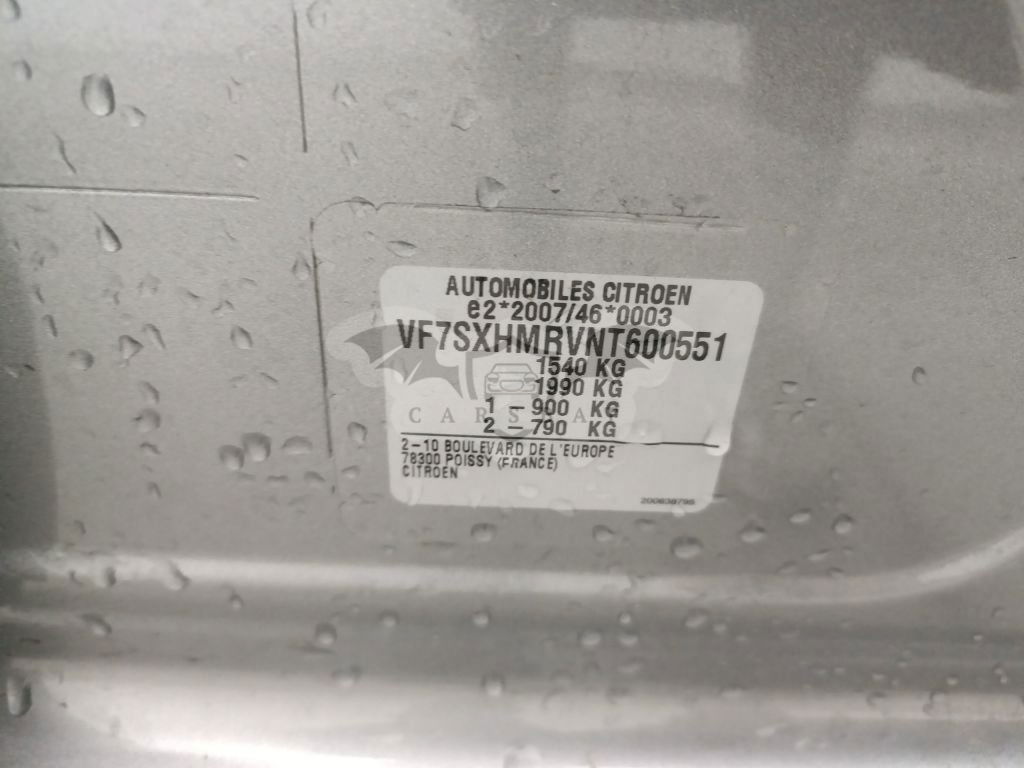 AUTOMOBILES CITROEN
e2*2007/46*0003
VF7SXHMRVNT600551
1540 KG
1990 KG
1 – 900 KG
2 – 790 KG
2–10 BOULEVARD DE L'EUROPE
78300 POISSY (FRANCE)
CITROEN
200638795